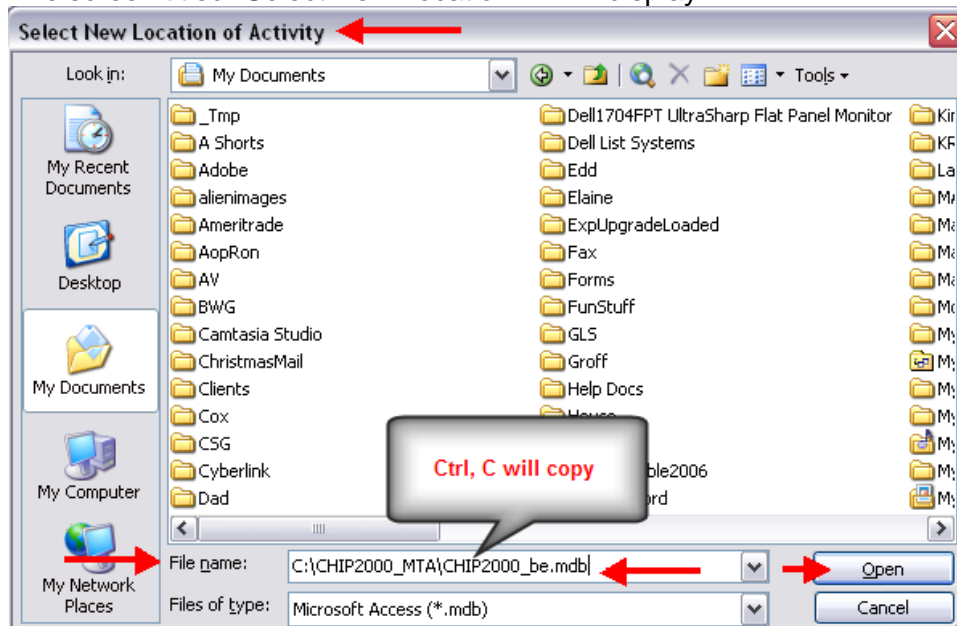 Select New Location of Activity
Look in:
My Documents
Tools
My Recent
Documents
Desktop
My Documents
My Computer
My Network
Places
_Tmp
A Shorts
Adobe
alienimages
Ameritrade
AopRon
AV
BWG
Camtasia Studio
ChristmasMail
Clients
Cox
CSG
Cyberlink
Dad
Dell1704FPT UltraSharp Flat Panel Monitor
Dell List Systems
Edd
Elaine
ExpUpgradeLoaded
Fax
Forms
FunStuff
GLS
Groff
Help Docs
ble2006
Ctrl, C will copy
File name:
C:\CHIP2000_MTA\CHIP2000_be.mdb
Open
Files of type:
Microsoft Access (*.mdb)
Cancel